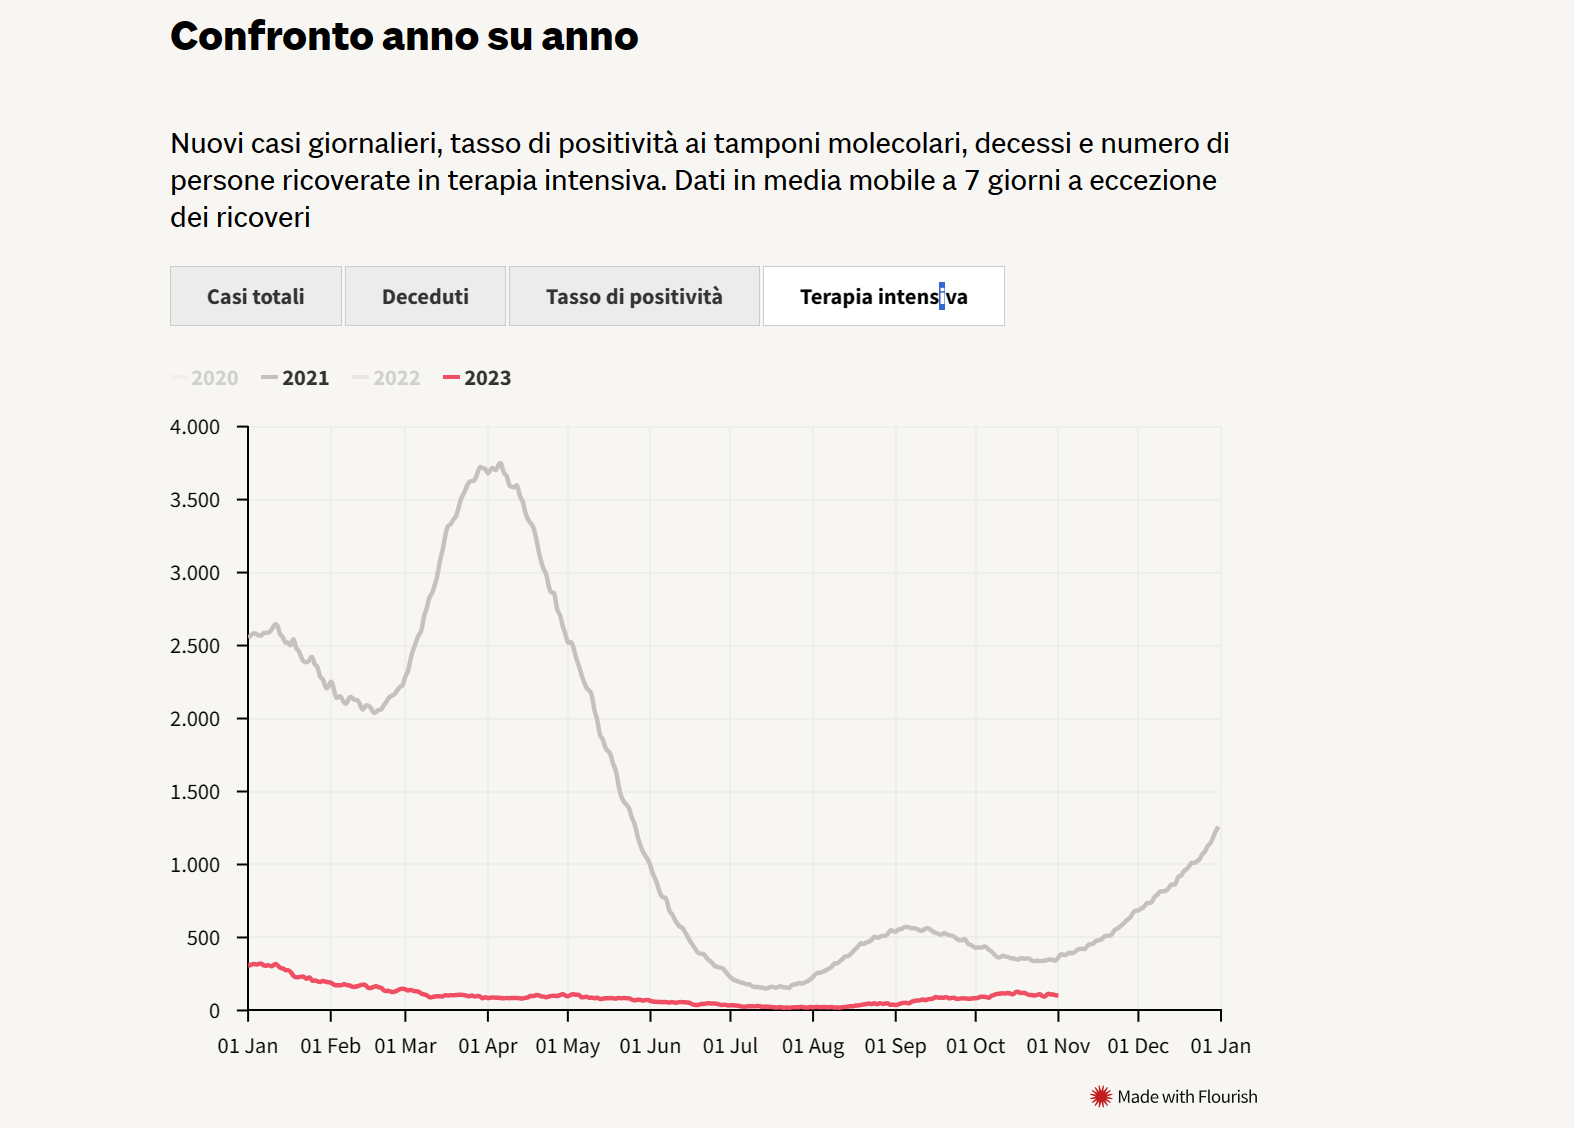 Confronto anno su anno
Nuovi casi giornalieri, tasso di positività ai tamponi molecolari, decessi e numero di
persone ricoverate in terapia intensiva. Dati in media mobile a 7 giorni a eccezione
dei ricoveri
Casi totali Deceduti Tasso di positività Terapia intensiva
2020 2021 2022 2023
4.000
3.500
3.000
2.500
2.000
1.500
1.000
500
0
01 Jan 01 Feb 01 Mar 01 Apr 01 May 01 Jun 01 Jul 01 Aug 01 Sep 01 Oct 01 Nov 01 Dec 01 Jan
Made with Flourish